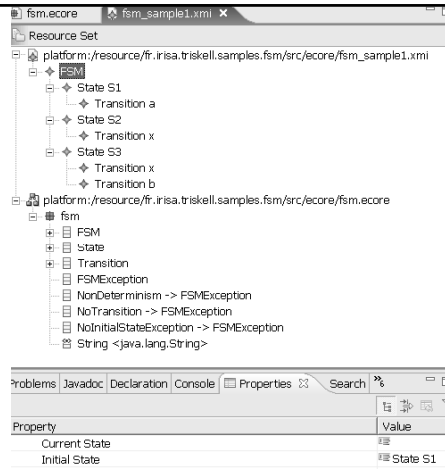 fsm.ecore
fsm_sample1.xmi
Resource Set
platform:/resource/fr.irisa.triskell.samples.fsm/src/ecore/fsm_sample1.xmi
FSM
State S1
Transition a
State S2
Transition x
State S3
Transition x
Transition b
platform:/resource/fr.irisa.triskell.samples.fsm/src/ecore/fsm.ecore
fsm
FSM
State
Transition
FSMException
NonDeterminism -> FSMException
NoTransition -> FSMException
NoInitialStateException -> FSMException
String <java.lang.String>
Problems Javadoc Declaration Console Properties Search
Property Value
Current State
Initial State State S1